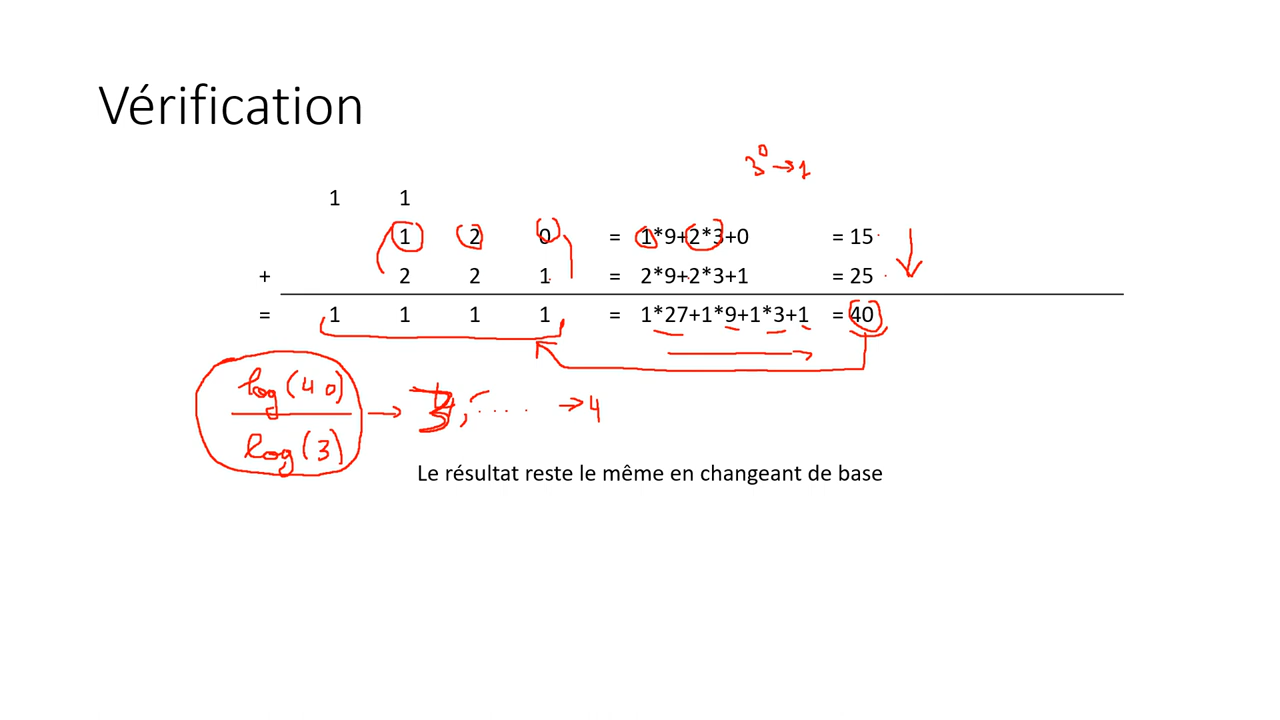 Vérification
3⁰ → 1
1 1
1 2 0 = 1*9+2*3+0 = 15
+ 2 2 1 = 2*9+2*3+1 = 25
= 1 1 1 1 = 1*27+1*9+1*3+1 = 40
log(40)
→ , ..... → 4
log(3)
Le résultat reste le même en changeant de base